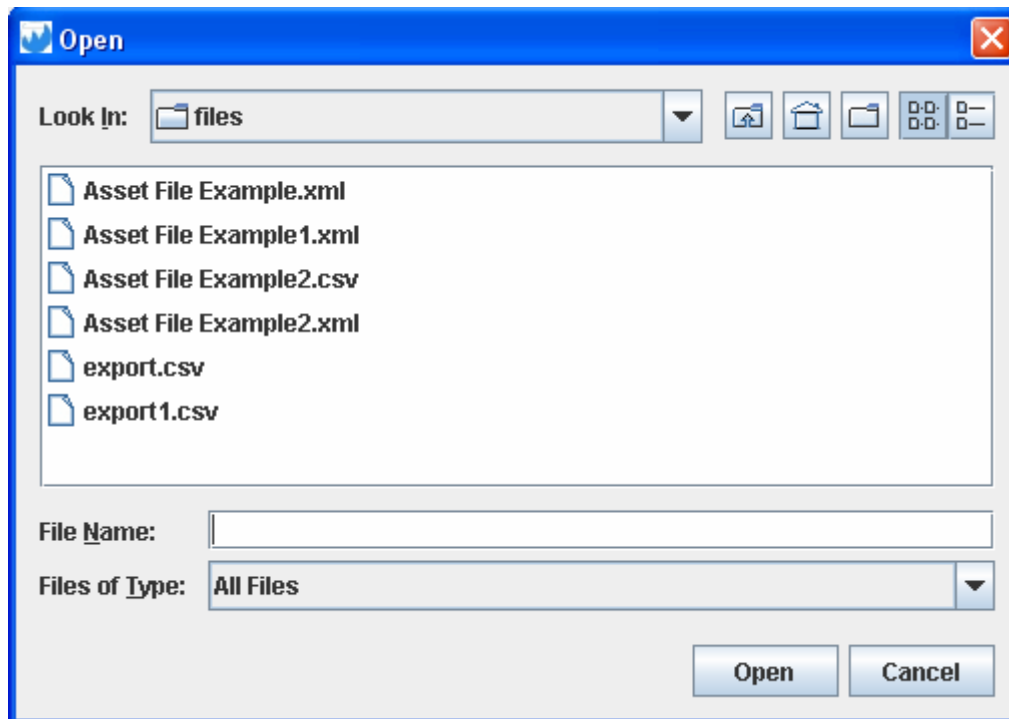 Open
Look In: files
Asset File Example.xml
Asset File Example1.xml
Asset File Example2.csv
Asset File Example2.xml
export.csv
export1.csv
File Name:
Files of Type: All Files
Open Cancel